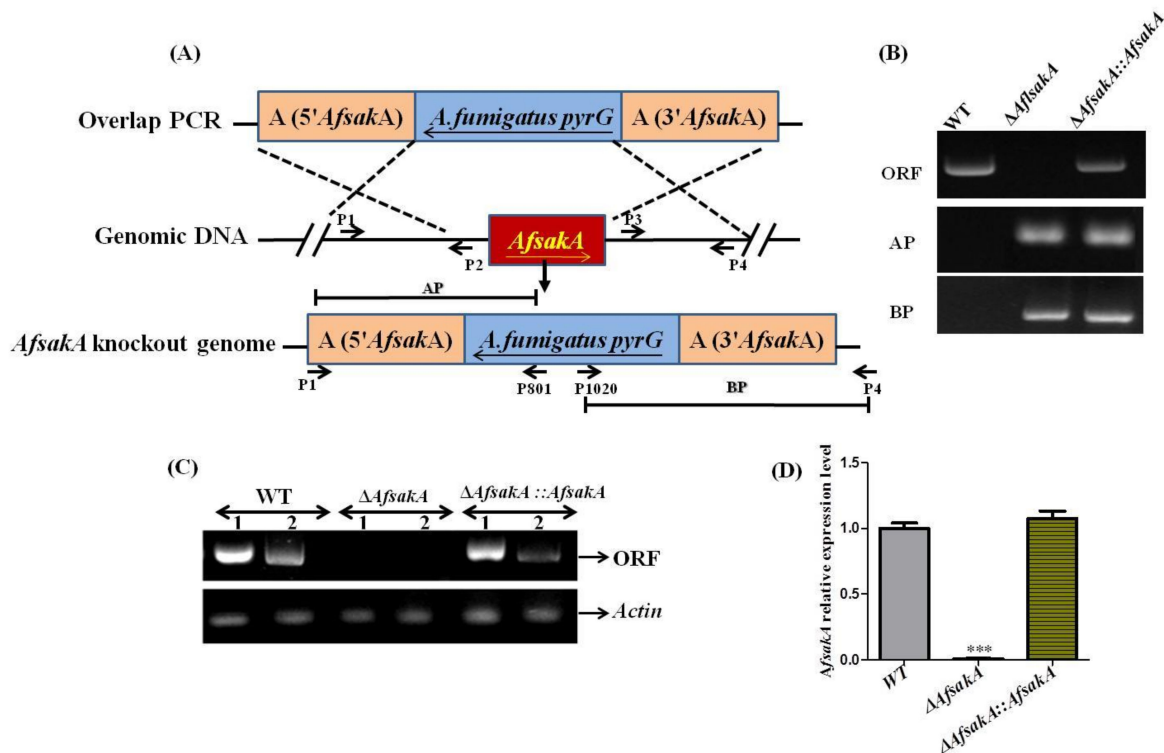 (A)
Overlap PCR
A (5'AfsakA)
A.fumigatus pyrG
A (3'AfsakA)
Genomic DNA
P1
P2
AfsakA
P3
P4
AP
AfsakA knockout genome
A (5'AfsakA)
A.fumigatus pyrG
A (3'AfsakA)
P1
P801
P1020
BP
P4
(B)
WT
ΔAflsakA
ΔAfsakA::AfsakA
ORF
AP
BP
(C)
WT
ΔAfsakA
ΔAfsakA ::AfsakA
1 2 1 2 1 2
ORF
Actin
(D)
AfsakA relative expression level
1.5
1.0
0.5
0.0
***
WT
ΔAfsakA
ΔAfsakA::AfsakA